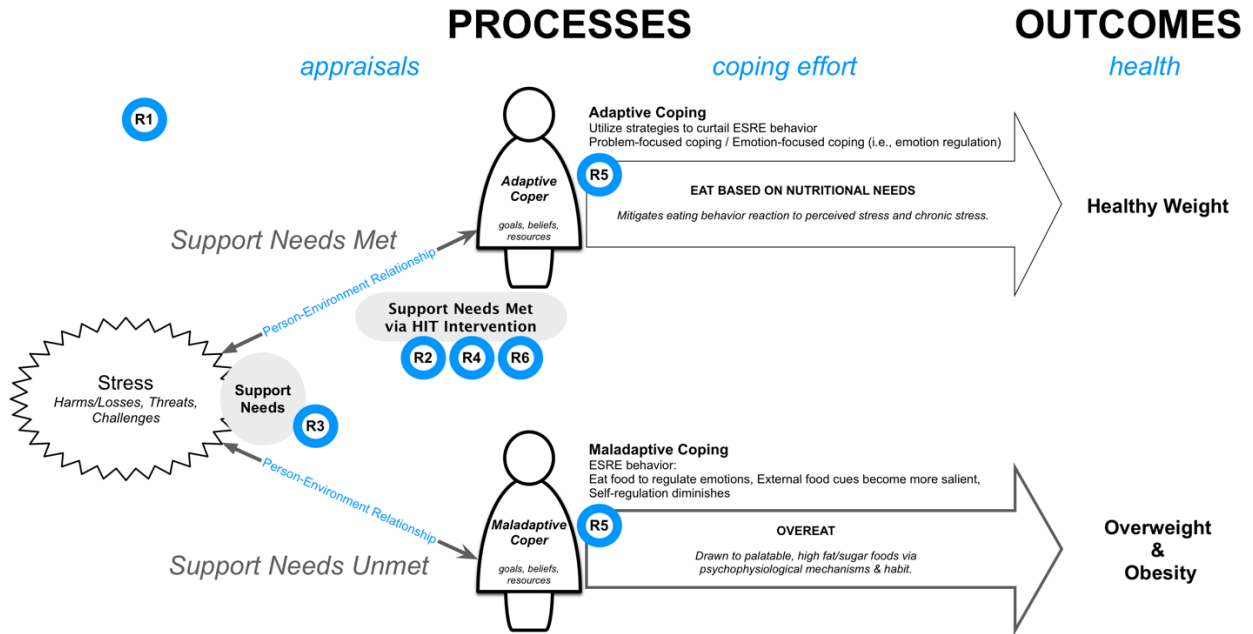 PROCESSES
OUTCOMES
appraisals
coping effort
health
R1
Adaptive Coping
Utilize strategies to curtail ESRE behavior
Problem-focused coping / Emotion-focused coping (i.e., emotion regulation)
R5
Adaptive
Coper
goals, beliefs,
resources
EAT BASED ON NUTRITIONAL NEEDS
Mitigates eating behavior reaction to perceived stress and chronic stress.
Healthy Weight
Support Needs Met
Person-Environment Relationship
Support Needs Met
via HIT Intervention
R2
R4
R6
Stress
Harms/Losses, Threats,
Challenges
Support
Needs
R3
Person-Environment Relationship
Support Needs Unmet
Maladaptive Coping
ESRE behavior:
Eat food to regulate emotions, External food cues become more salient,
Self-regulation diminishes
R5
Maladaptive
Coper
goals, beliefs,
resources
OVEREAT
Drawn to palatable, high fat/sugar foods via
psychophysiological mechanisms & habit.
Overweight
&
Obesity